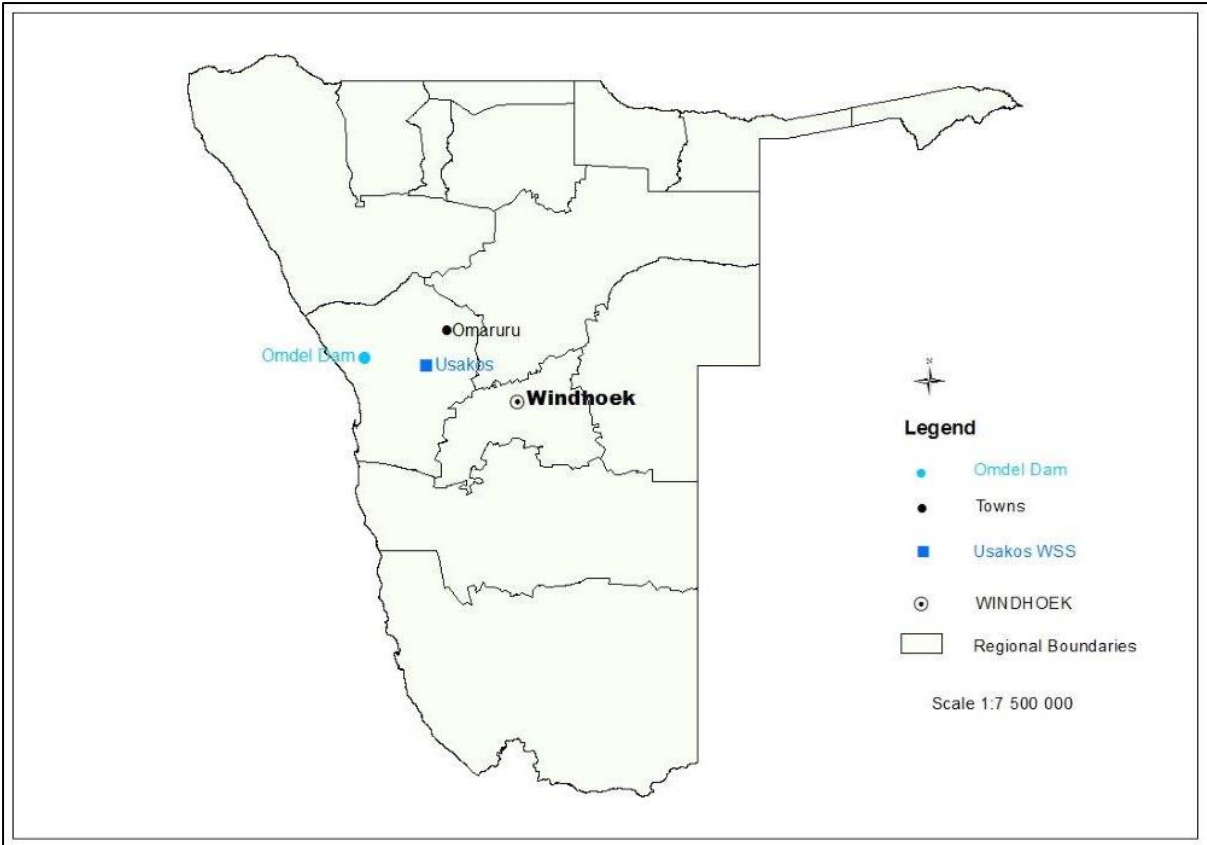 Omaruru
Omdel Dam
Usakos
Windhoek
N
Legend
Omdel Dam
Towns
Usakos WSS
WINDHOEK
Regional Boundaries
Scale 1:7 500 000